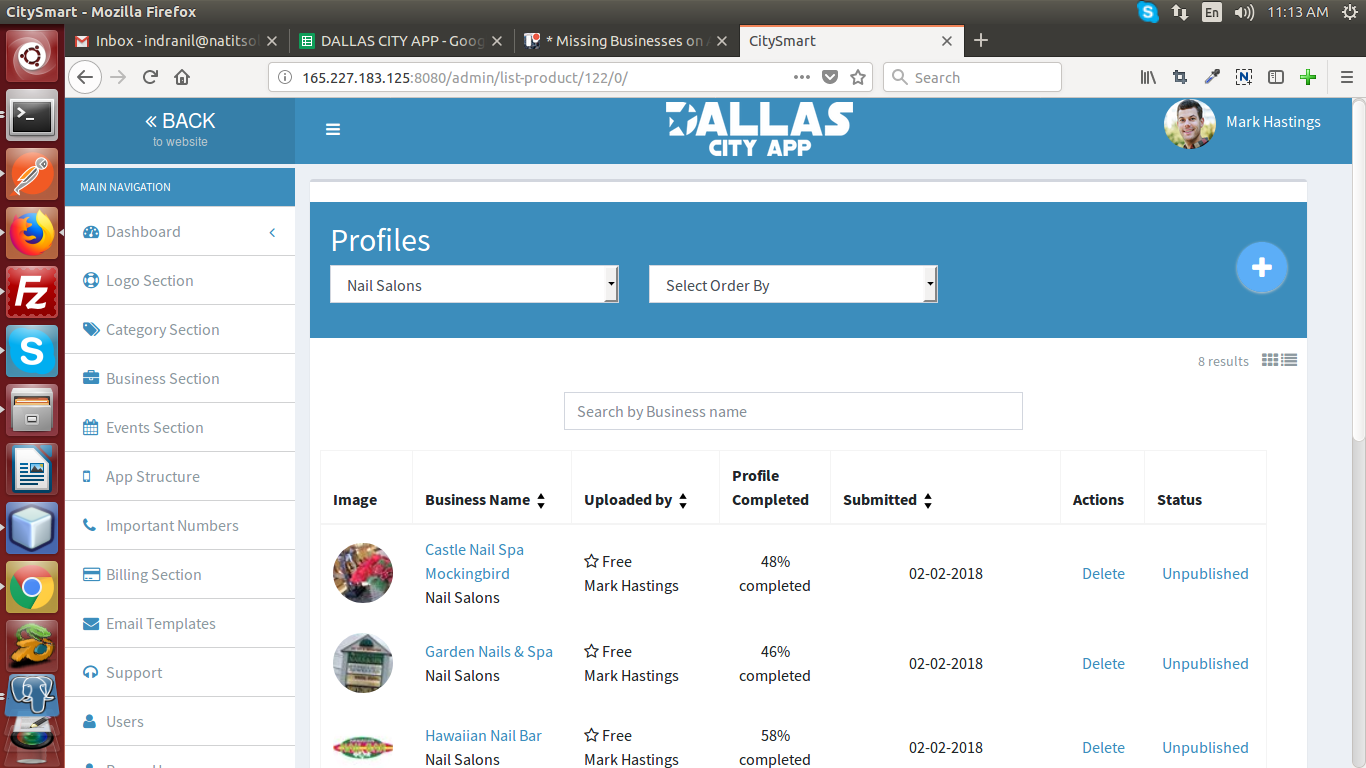 CitySmart - Mozilla Firefox
En
11:13 AM
Inbox - indranil@natitsol
DALLAS CITY APP - Goog
* Missing Businesses on A
CitySmart
165.227.183.125:8080/admin/list-product/122/0/
Search
BACK
to website
DALLAS
CITY APP
Mark Hastings
MAIN NAVIGATION
Dashboard
Logo Section
Category Section
Business Section
Events Section
App Structure
Important Numbers
Billing Section
Email Templates
Support
Users
Profiles
Nail Salons
Select Order By
8 results
Search by Business name
Image
Business Name
Uploaded by
Profile
Completed
Submitted
Actions
Status
Castle Nail Spa
Mockingbird
Nail Salons
Free
Mark Hastings
48%
completed
02-02-2018
Delete
Unpublished
Garden Nails & Spa
Nail Salons
Free
Mark Hastings
46%
completed
02-02-2018
Delete
Unpublished
Hawaiian Nail Bar
Nail Salons
Free
Mark Hastings
58%
completed
02-02-2018
Delete
Unpublished